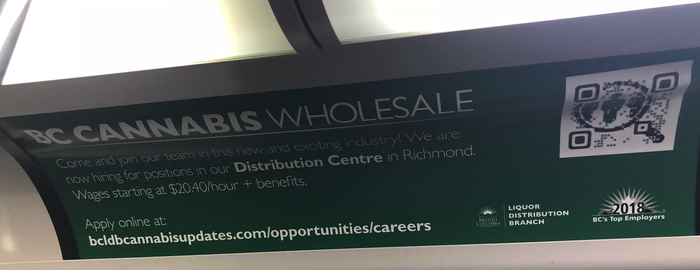 BC CANNABIS WHOLESALE
Come and join our team in this new and exciting industry! We are
now hiring for positions in our Distribution Centre in Richmond.
Wages starting at $20.40/hour + benefits.
Apply online at:
bcldbcannabisupdates.com/opportunities/careers
BRITISH
COLUMBIA
LIQUOR
DISTRIBUTION
BRANCH
2018
BC's Top Employers